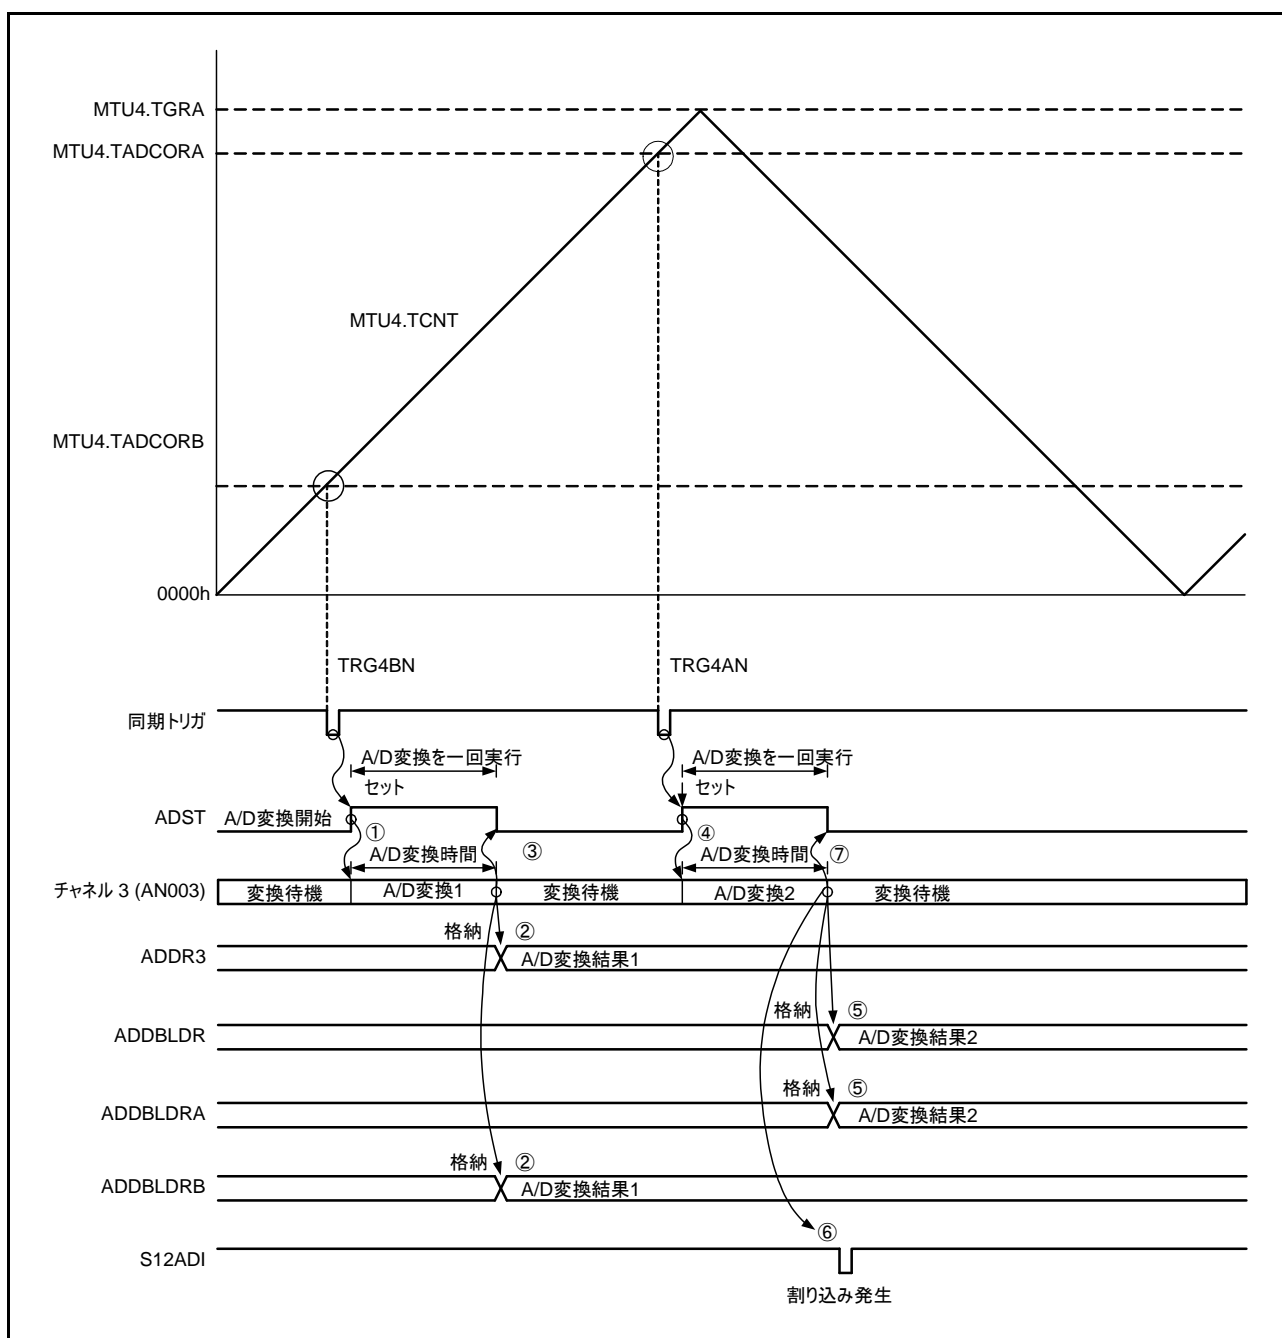 MTU4.TGRA
MTU4.TADCORA
MTU4.TCNT
MTU4.TADCORB
0000h
TRG4BN
TRG4AN
同期トリガ
A/D変換を一回実行
A/D変換を一回実行
セット
セット
ADST
A/D変換開始
①
③
④
⑦
A/D変換時間
A/D変換時間
チャネル 3 (AN003)
変換待機
A/D変換1
変換待機
A/D変換2
変換待機
格納
②
ADDR3
A/D変換結果1
格納
⑤
ADDBLDR
A/D変換結果2
格納
⑤
ADDBLDRA
A/D変換結果2
格納
②
ADDBLDRB
A/D変換結果1
⑥
S12ADI
割り込み発生